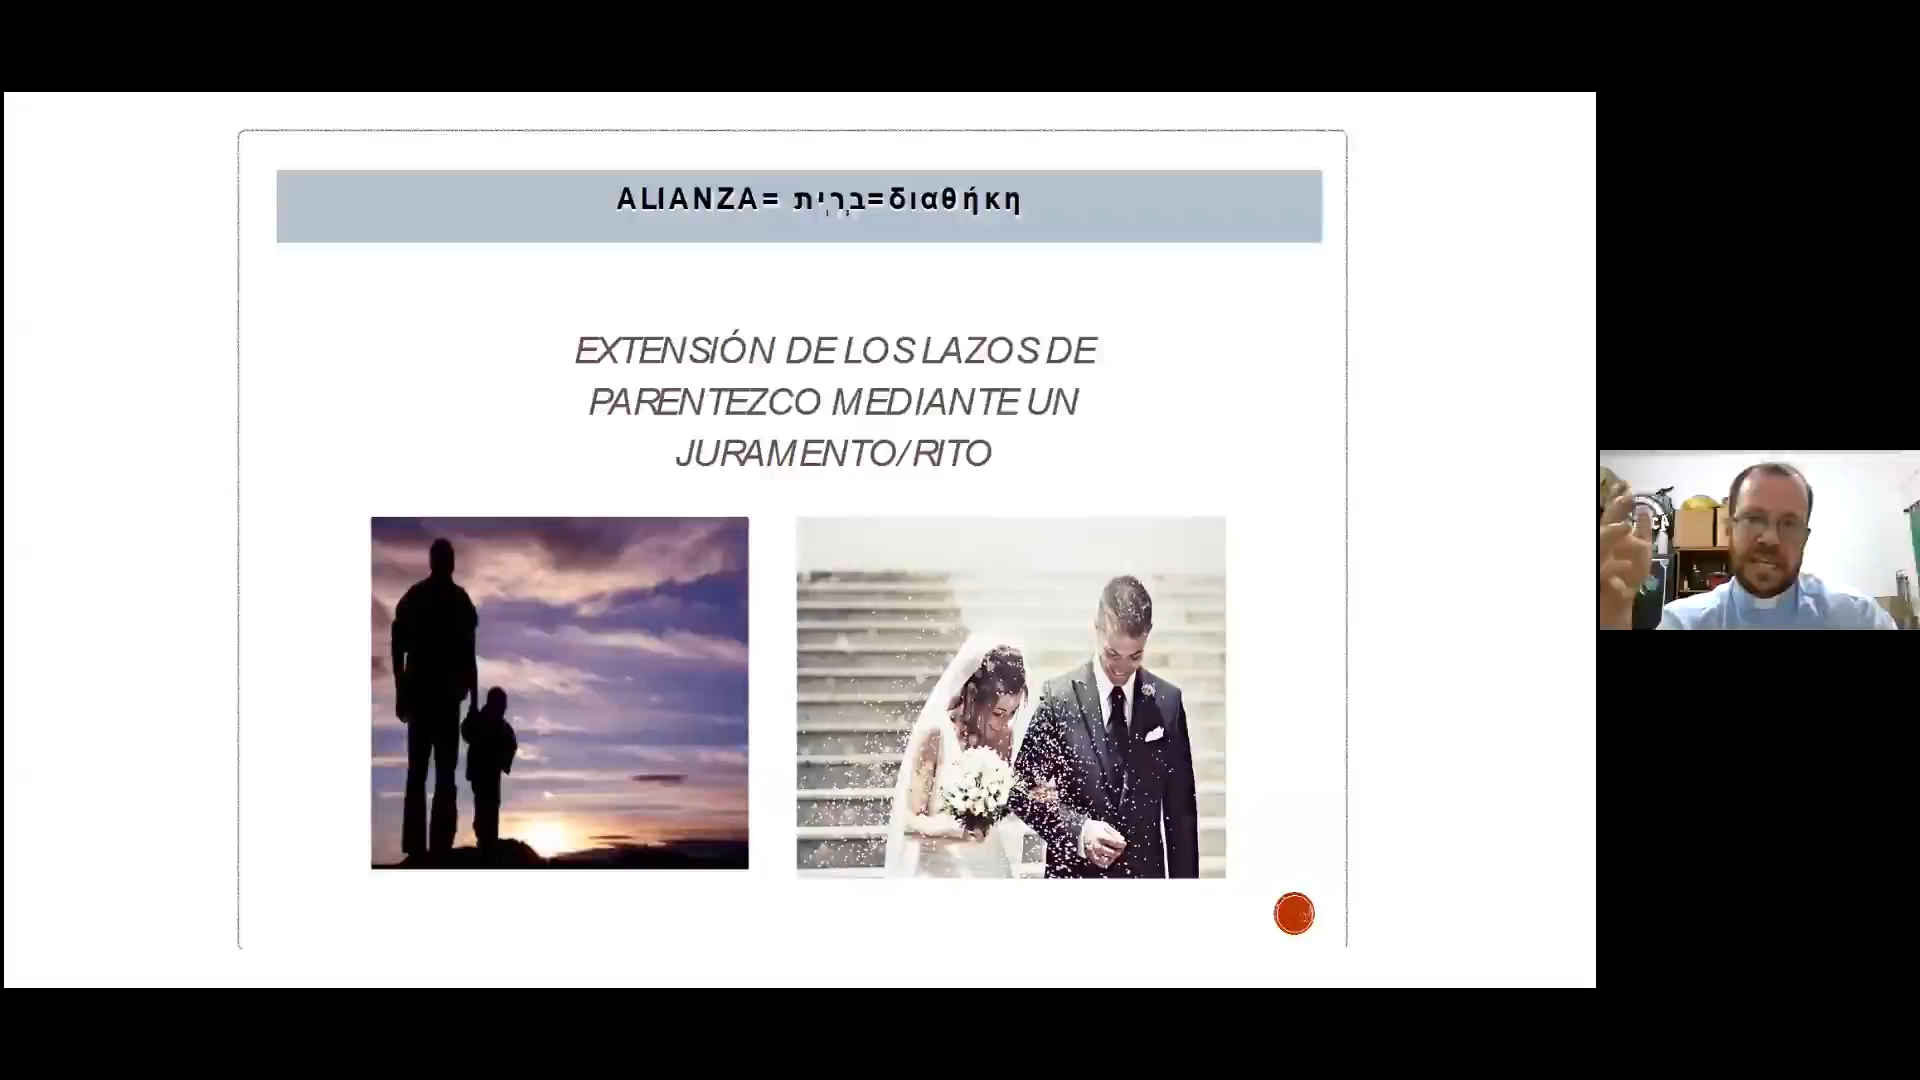 ALIANZA= בְּרִית=διαθήκη
EXTENSIÓN DE LOS LAZOS DE
PARENTEZCO MEDIANTE UN
JURAMENTO/RITO